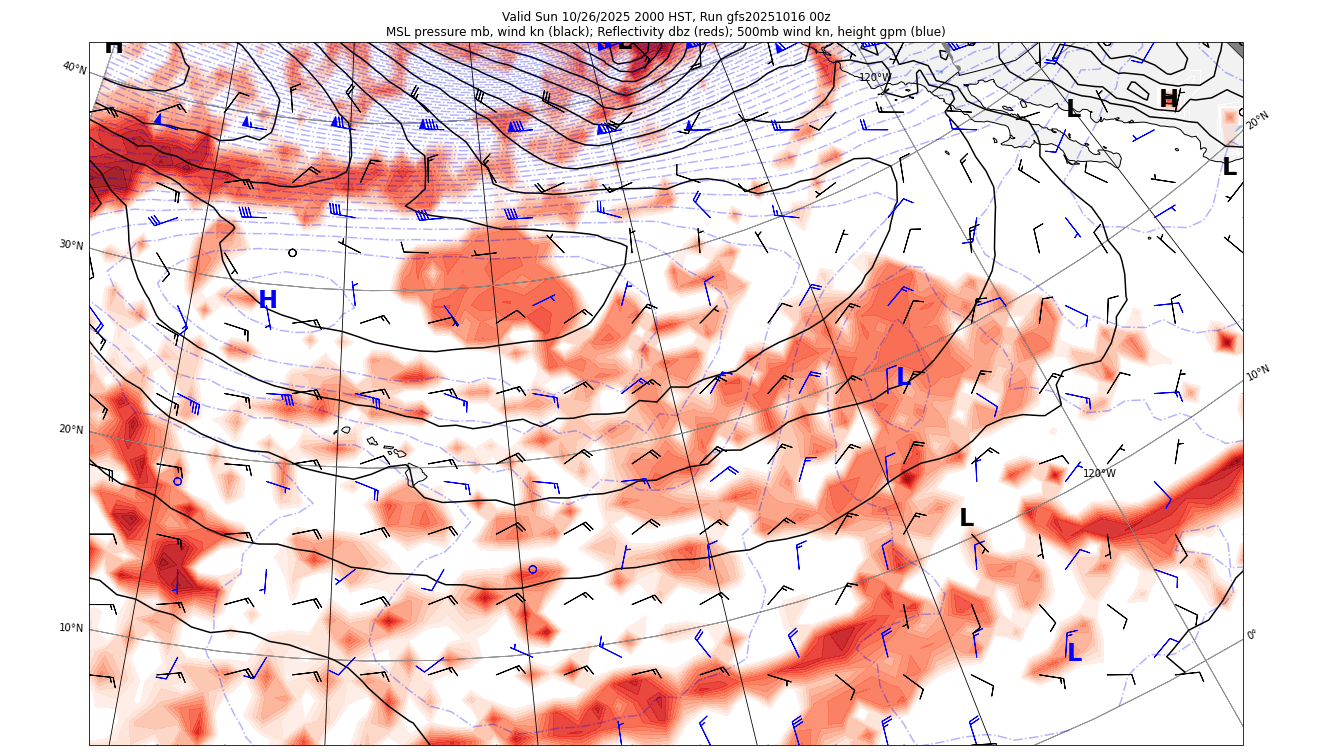 Valid Sun 10/26/2025 2000 HST, Run gfs20251016 00z
MSL pressure mb, wind kn (black); Reflectivity dbz (reds); 500mb wind kn, height gpm (blue)
H
L
40°N
120°W
H
L
20°N
L
30°N
H
L
10°N
20°N
120°W
L
10°N
0°
L